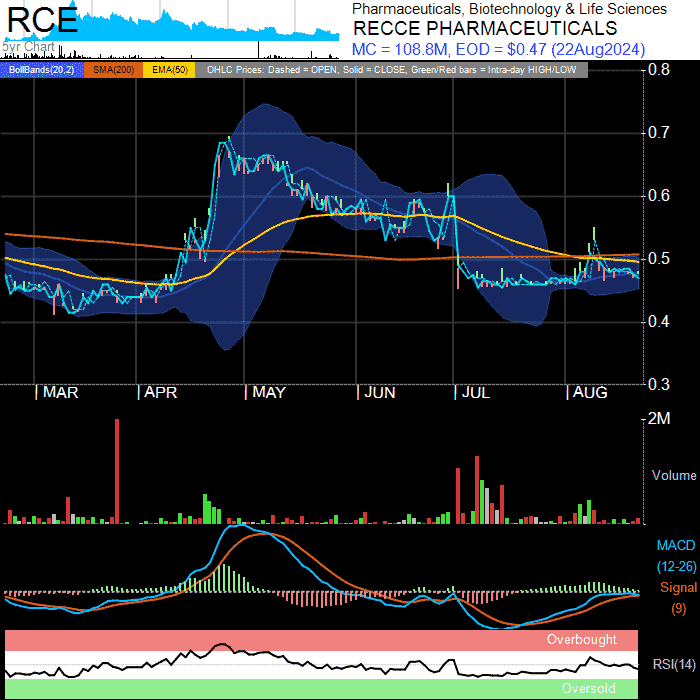 RCE
5yr Chart
Pharmaceuticals, Biotechnology & Life Sciences
RECCE PHARMACEUTICALS
MC = 108.8M, EOD = $0.47 (22Aug2024)
BollBands(20,2) SMA(200) EMA(50) OHLC Prices: Dashed = OPEN, Solid = CLOSE, Green/Red bars = Intra-day HIGH/LOW
0.8
0.7
0.6
0.5
0.4
0.3
| MAR | APR | MAY | JUN | JUL | AUG
2M
Volume
MACD
(12-26)
Signal
(9)
Overbought
RSI(14)
Oversold